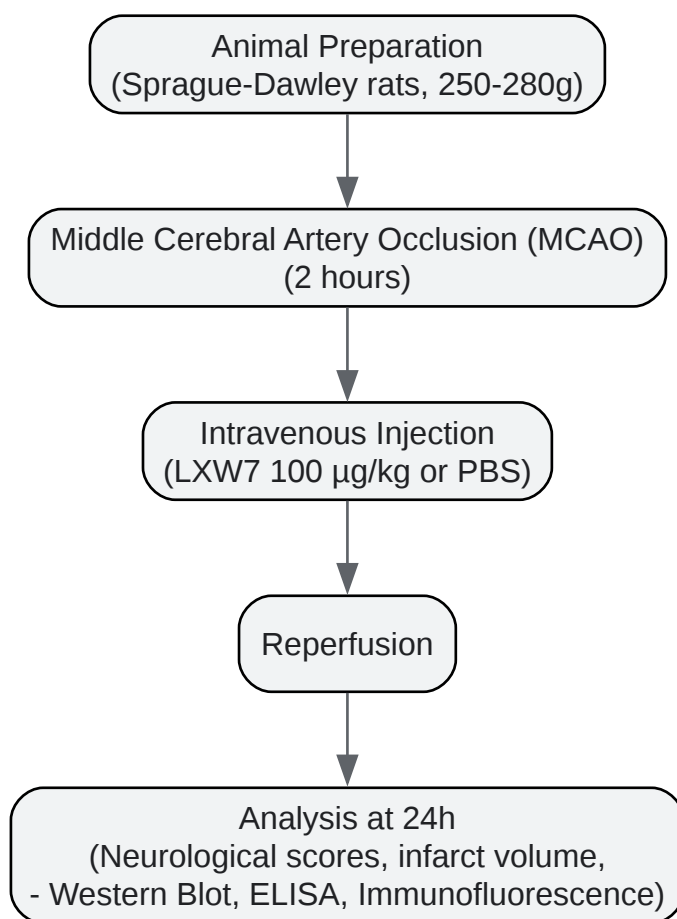 Animal Preparation
(Sprague-Dawley rats, 250-280g)
Middle Cerebral Artery Occlusion (MCAO)
(2 hours)
Intravenous Injection
(LXW7 100 µg/kg or PBS)
Reperfusion
Analysis at 24h
(Neurological scores, infarct volume,
- Western Blot, ELISA, Immunofluorescence)